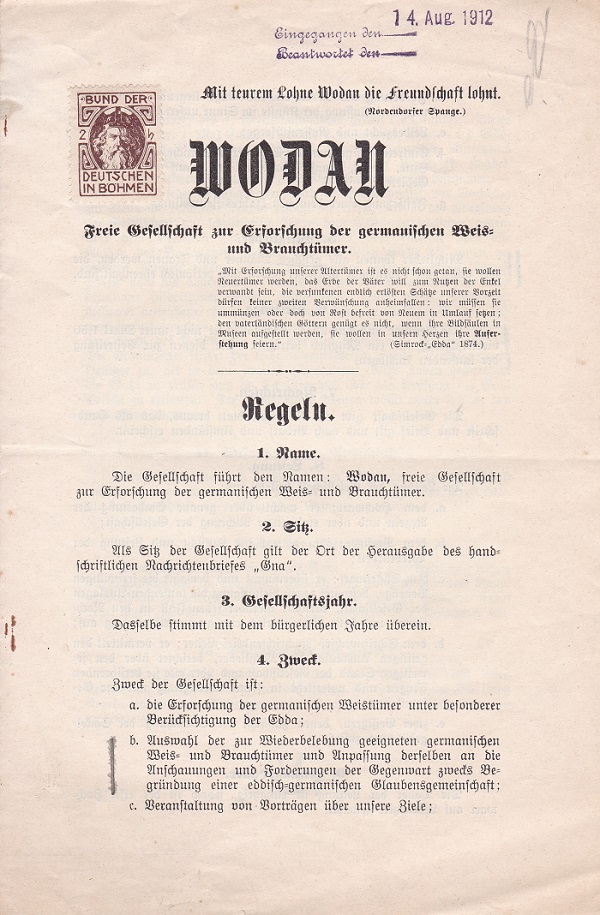 14. Aug. 1912
Eingegangen den
Beantwortet den
Mit teurem Lohne Wodan die Freundschaft lohnt.
(Nordendorfer Spange.)
BUND DER
2 h
DEUTSCHEN
IN BÖHMEN
WODAN
Freie Gesellschaft zur Erforschung der germanischen Weis-
und Brauchtümer.
„Mit Erforschung unserer Altertümer ist es nicht schon getan, sie wollen
Neuertümer werden, das Erbe der Väter will zum Nutzen der Enkel
verwandt sein, die versunkenen endlich erlösten Schätze unserer Vorzeit
dürfen keiner zweiten Verwünschung anheimfallen: wir müssen sie
ummünzen oder doch von Rost befreit von Neuem in Umlauf setzen;
den vaterländischen Göttern genügt es nicht, wenn ihre Bildsäulen in
Museen aufgestellt werden, sie wollen in unsern Herzen ihre Aufer-
stehung feiern.“ (Simrock-„Edda“ 1874.)
Regeln.
1. Name.
Die Gesellschaft führt den Namen: Wodan, freie Gesellschaft
zur Erforschung der germanischen Weis- und Brauchtümer.
2. Sitz.
Als Sitz der Gesellschaft gilt der Ort der Herausgabe des hand-
schriftlichen Nachrichtenbriefes „Gna“.
3. Gesellschaftsjahr.
Dasselbe stimmt mit dem bürgerlichen Jahre überein.
4. Zweck.
Zweck der Gesellschaft ist:
a. die Erforschung der germanischen Weistümer unter besonderer
Berücksichtigung der Edda;
b. Auswahl der zur Wiederbelebung geeigneten germanischen
Weis- und Brauchtümer und Anpassung derselben an die
Anschauungen und Forderungen der Gegenwart zwecks Be-
gründung einer eddisch-germanischen Glaubensgemeinschaft;
c. Veranstaltung von Vorträgen über unsere Ziele;